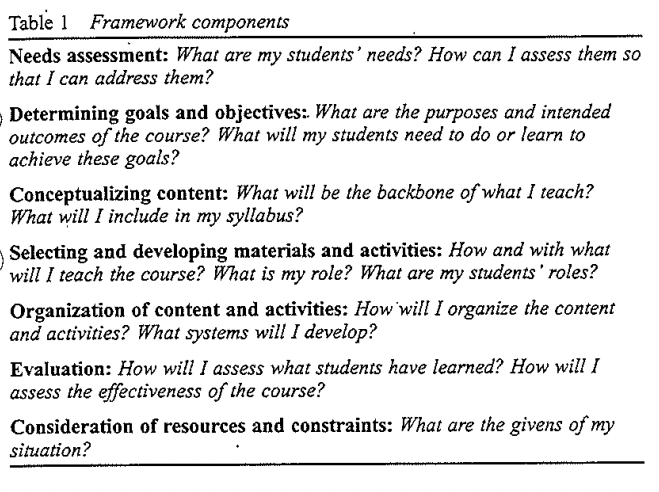 Table 1 Framework components
Needs assessment: What are my students' needs? How can I assess them so
that I can address them?
Determining goals and objectives: What are the purposes and intended
outcomes of the course? What will my students need to do or learn to
achieve these goals?
Conceptualizing content: What will be the backbone of what I teach?
What will I include in my syllabus?
Selecting and developing materials and activities: How and with what
will I teach the course? What is my role? What are my students' roles?
Organization of content and activities: How will I organize the content
and activities? What systems will I develop?
Evaluation: How will I assess what students have learned? How will I
assess the effectiveness of the course?
Consideration of resources and constraints: What are the givens of my
situation?